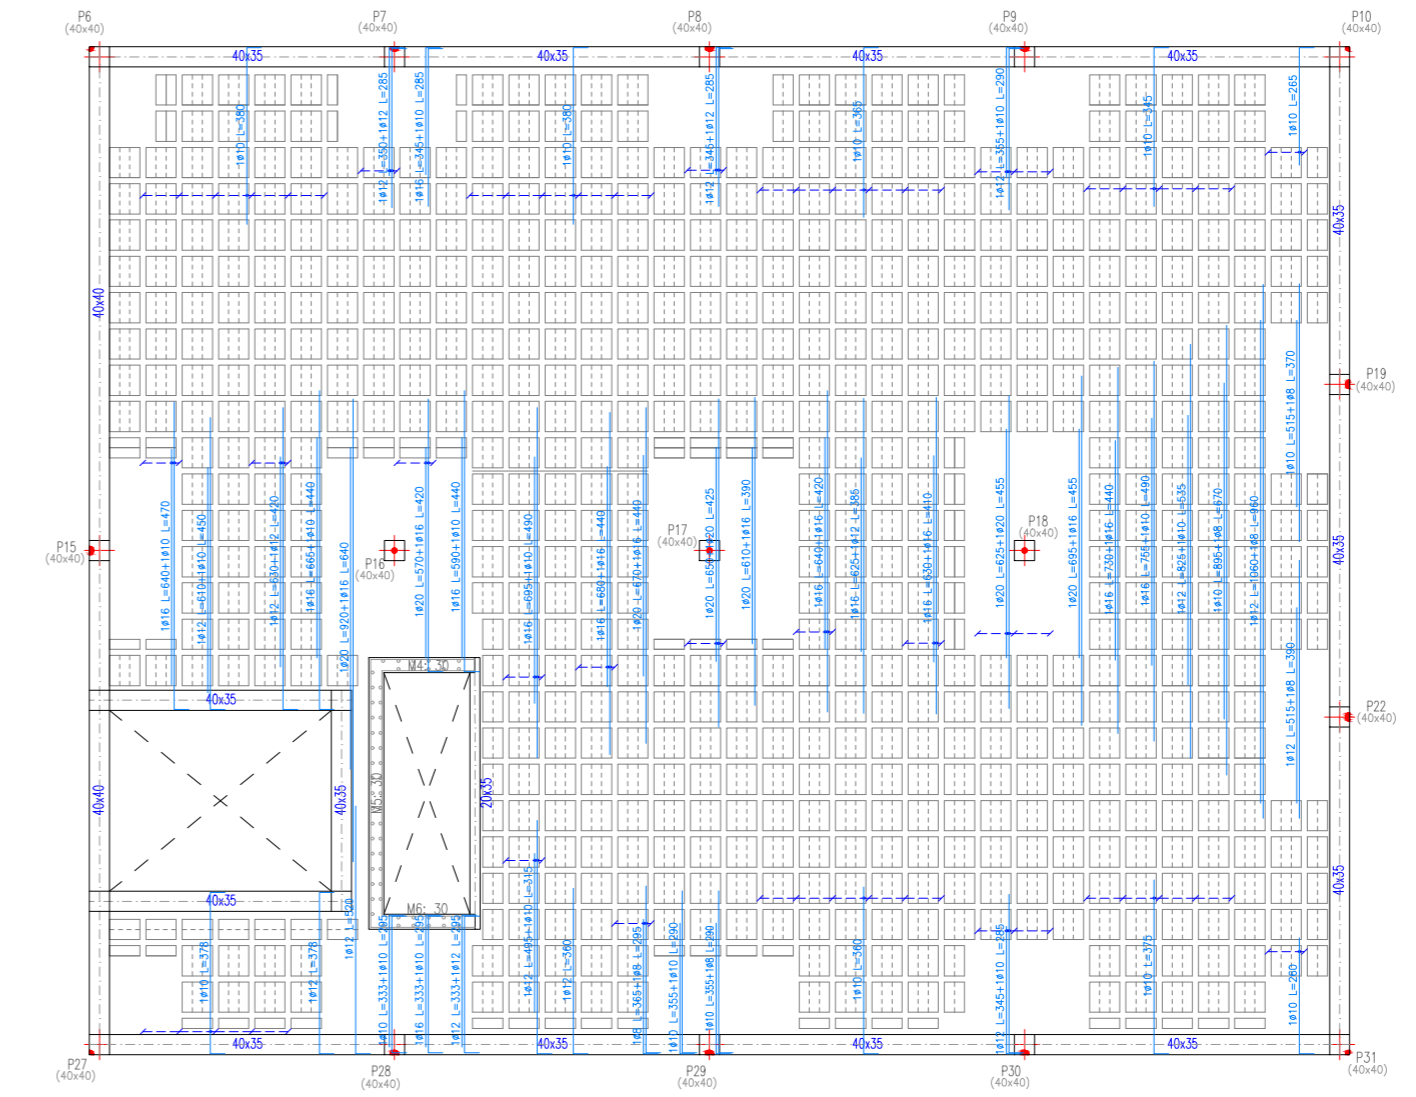 P6
(40x40)
P7
(40x40)
P8
(40x40)
P9
(40x40)
P10
(40x40)
40x35
40x35
40x35
40x35
1ø10 L=380
1ø12 L=350+1ø12 L=285
1ø16 L=345+1ø10 L=285
1ø10 L=380
1ø12 L=345+1ø12 L=285
1ø10 L=365
1ø12 L=365+1ø10 L=290
1ø10 L=345
1ø10 L=265
40x40
40x35
P19
(40x40)
1ø10 L=515+1ø8 L=370
1ø16 L=640+1ø10 L=470
1ø12 L=610+1ø10 L=450
1ø12 L=630+1ø12 L=420
1ø16 L=665+1ø10 L=440
1ø20 L=920+1ø16 L=640
1ø20 L=570+1ø16 L=420
1ø16 L=590+1ø10 L=440
1ø16 L=695+1ø10 L=490
1ø16 L=680+1ø16 L=440
1ø20 L=670+1ø16 L=440
1ø20 L=650+1ø20 L=425
1ø20 L=610+1ø16 L=390
1ø16 L=640+1ø16 L=420
1ø16 L=625+1ø12 L=385
1ø16 L=630+1ø16 L=410
1ø20 L=625+1ø20 L=455
1ø20 L=695+1ø16 L=455
1ø16 L=730+1ø16 L=440
1ø16 L=755+1ø10 L=490
1ø12 L=825+1ø10 L=535
1ø10 L=895+1ø8 L=670
1ø12 L=1060+1ø8 L=960
P15
(40x40)
P16
(40x40)
P17
(40x40)
P18
(40x40)
40x35
1ø12 L=515+1ø8 L=390
P22
(40x40)
40x35
M4: 30
40x40
40x35
M5: 30
20x35
40x35
M6: 30
40x35
1ø10 L=378
1ø12 L=378
1ø12 L=520
1ø10 L=333+1ø10 L=295
1ø16 L=333+1ø10 L=295
1ø12 L=333+1ø12 L=295
1ø12 L=495+1ø10 L=315
1ø12 L=360
1ø8 L=365+1ø8 L=295
1ø10 L=355+1ø10 L=290
1ø10 L=355+1ø8 L=290
1ø10 L=360
1ø12 L=345+1ø10 L=285
1ø10 L=375
1ø10 L=260
40x35
40x35
40x35
40x35
P27
(40x40)
P28
(40x40)
P29
(40x40)
P30
(40x40)
P31
(40x40)